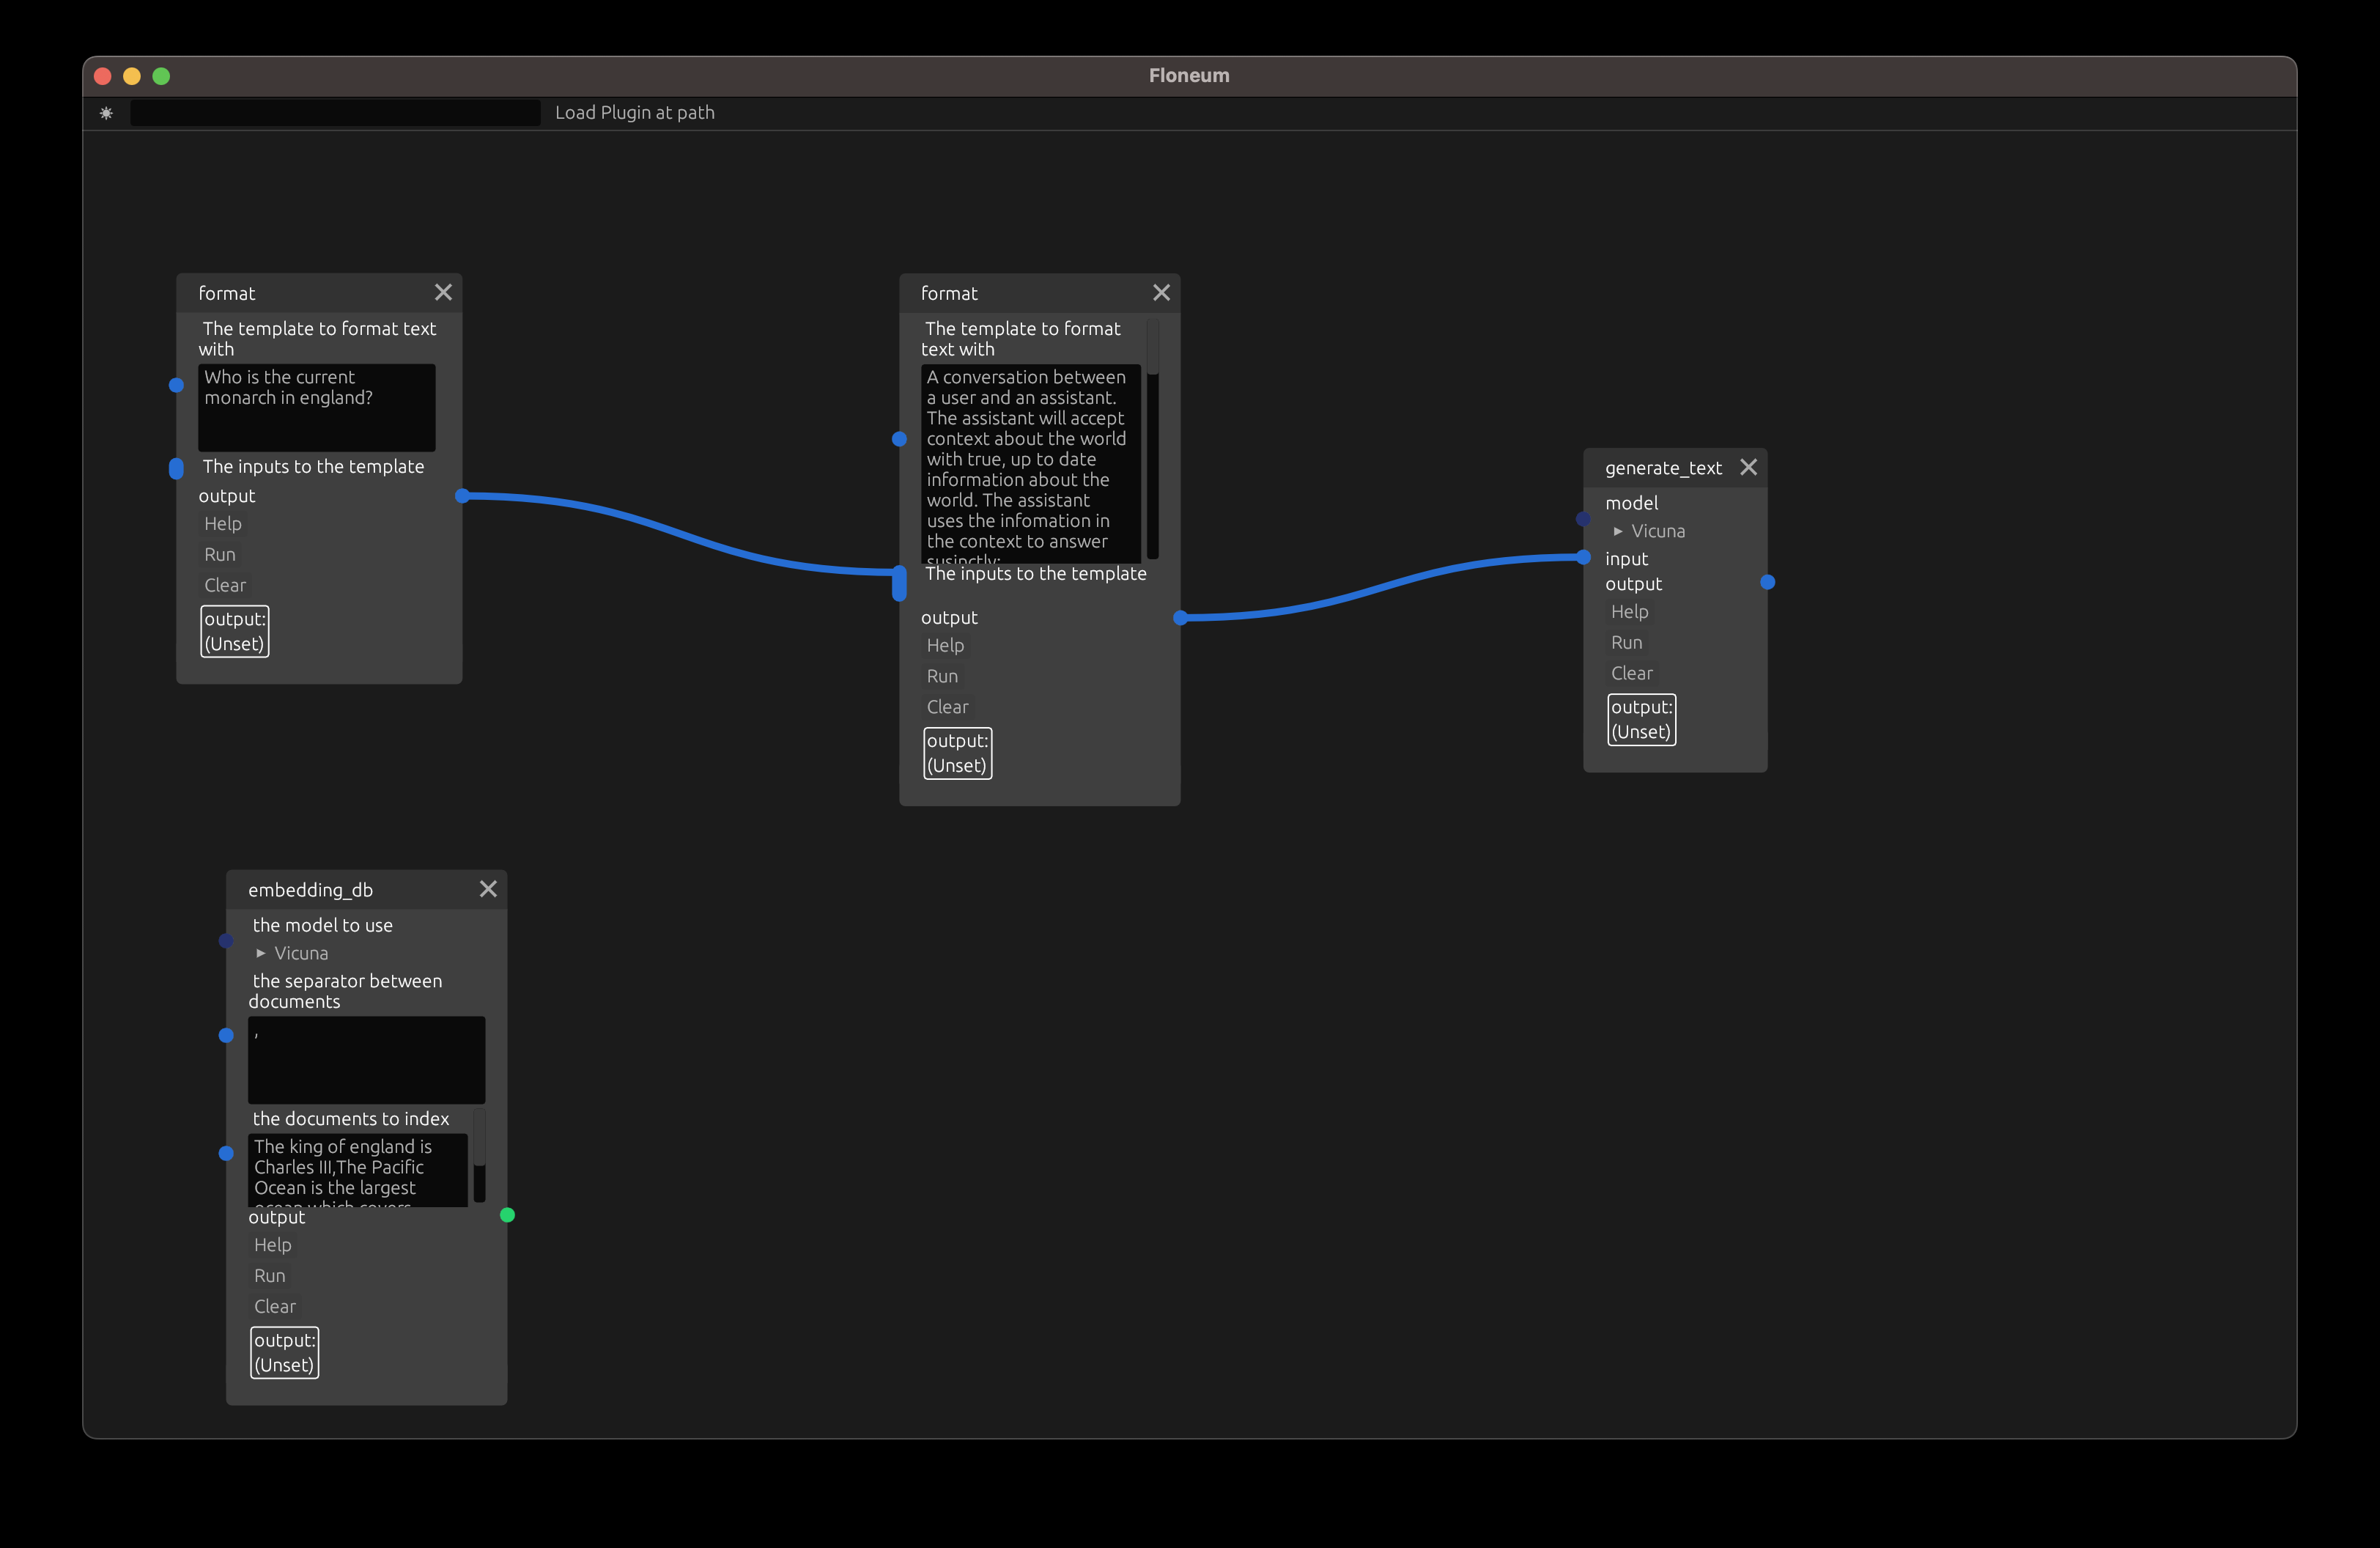 Floneum
Load Plugin at path
format
The template to format text
with
Who is the current
monarch in england?
The inputs to the template
output
Help
Run
Clear
output:
(Unset)
format
The template to format
text with
A conversation between
a user and an assistant.
The assistant will accept
context about the world
with true, up to date
information about the
world. The assistant
uses the infomation in
the context to answer
susinctly:
The inputs to the template
output
Help
Run
Clear
output:
(Unset)
generate_text
model
Vicuna
input
output
Help
Run
Clear
output:
(Unset)
embedding_db
the model to use
Vicuna
the separator between
documents
,
the documents to index
The king of england is
Charles III,The Pacific
Ocean is the largest
ocean which covers
output
Help
Run
Clear
output:
(Unset)